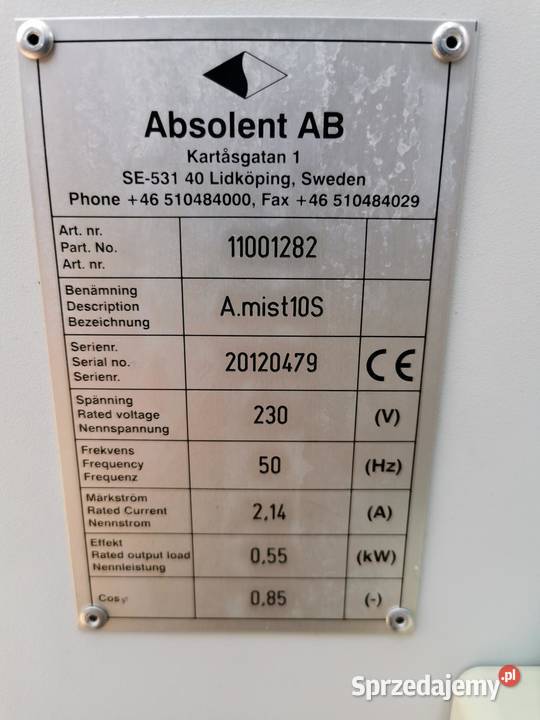 Absolent AB
Kartåsgatan 1
SE-531 40 Lidköping, Sweden
Phone +46 510484000, Fax +46 510484029
Art. nr.
Part. No.
Art. nr.
11001282
Benämning
Description
Bezeichnung
A.mist10S
Serienr.
Serial no.
Serienr.
20120479
CE
Spänning
Rated voltage
Nennspannung
230
(V)
Frekvens
Frequency
Frequenz
50
(Hz)
Märkström
Rated Current
Nennstrom
2,14
(A)
Effekt
Rated output load
Nennleistung
0,55
(kW)
Cosφ
0,85
(-)
Sprzedajemy.pl